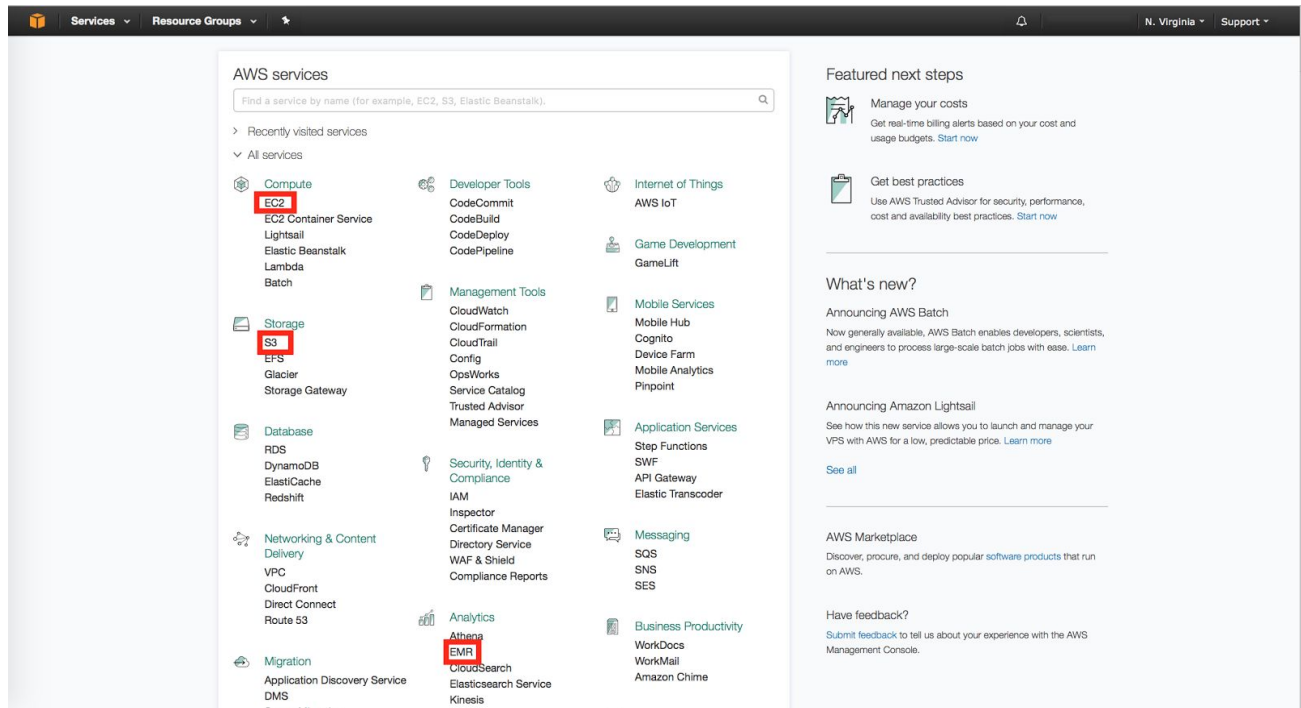 Services
Resource Groups
N. Virginia
Support
AWS services
Find a service by name (for example, EC2, S3, Elastic Beanstalk).
Recently visited services
All services
Compute
EC2
EC2 Container Service
Lightsail
Elastic Beanstalk
Lambda
Batch
Storage
S3
EFS
Glacier
Storage Gateway
Database
RDS
DynamoDB
ElastiCache
Redshift
Networking & Content
Delivery
VPC
CloudFront
Direct Connect
Route 53
Migration
Application Discovery Service
DMS
Developer Tools
CodeCommit
CodeBuild
CodeDeploy
CodePipeline
Management Tools
CloudWatch
CloudFormation
CloudTrail
Config
OpsWorks
Service Catalog
Trusted Advisor
Managed Services
Security, Identity &
Compliance
IAM
Inspector
Certificate Manager
Directory Service
WAF & Shield
Compliance Reports
Analytics
Athena
EMR
CloudSearch
Elasticsearch Service
Kinesis
Internet of Things
AWS IoT
Game Development
GameLift
Mobile Services
Mobile Hub
Cognito
Device Farm
Mobile Analytics
Pinpoint
Application Services
Step Functions
SWF
API Gateway
Elastic Transcoder
Messaging
SQS
SNS
SES
Business Productivity
WorkDocs
WorkMail
Amazon Chime
Featured next steps
Manage your costs
Get real-time billing alerts based on your cost and
usage budgets. Start now
Get best practices
Use AWS Trusted Advisor for security, performance,
cost and availability best practices. Start now
What's new?
Announcing AWS Batch
Now generally available, AWS Batch enables developers, scientists,
and engineers to process large-scale batch jobs with ease. Learn
more
Announcing Amazon Lightsail
See how this new service allows you to launch and manage your
VPS with AWS for a low, predictable price. Learn more
See all
AWS Marketplace
Discover, procure, and deploy popular software products that run
on AWS.
Have feedback?
Submit feedback to tell us about your experience with the AWS
Management Console.